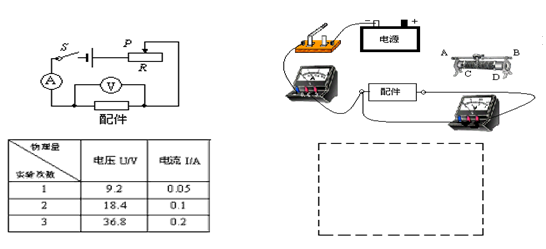 S P
R
A
V
配件
物理量
实验次数
电压 U/V 电流 I/A
1 9.2 0.05
2 18.4 0.1
3 36.8 0.2
− +
电源
A B
C D
A
配件
V